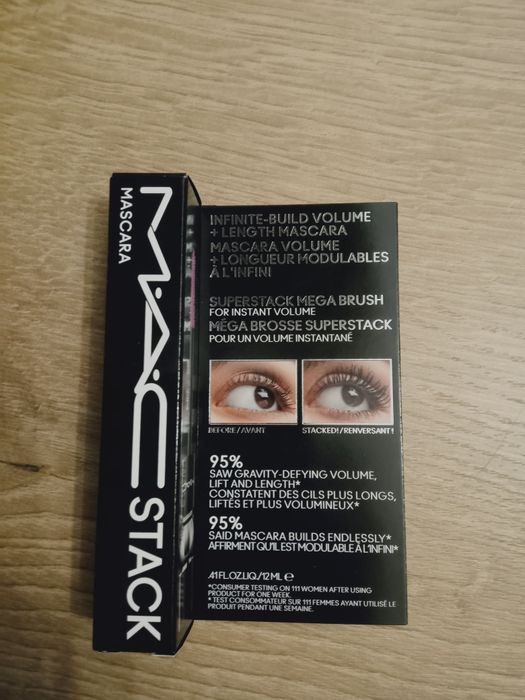 MASCARA
M·A·C STACK
INFINITE-BUILD VOLUME
+ LENGTH MASCARA
MASCARA VOLUME
+ LONGUEUR MODULABLES
À L'INFINI
SUPERSTACK MEGA BRUSH
FOR INSTANT VOLUME
MÉGA BROSSE SUPERSTACK
POUR UN VOLUME INSTANTANÉ
BEFORE/AVANT
STACKED!/RENVERSANT!
95%
SAW GRAVITY-DEFYING VOLUME,
LIFT AND LENGTH*
CONSTATENT DES CILS PLUS LONGS,
LIFTÉS ET PLUS VOLUMINEUX*
95%
SAID MASCARA BUILDS ENDLESSLY*
AFFIRMENT QU'IL EST MODULABLE À L'INFINI*
.41 FL.OZ.LIQ./12 ML e
*CONSUMER TESTING ON 111 WOMEN AFTER USING
PRODUCT FOR ONE WEEK.
*TEST CONSOMMATEUR SUR 111 FEMMES AYANT UTILISÉ LE
PRODUIT PENDANT UNE SEMAINE.